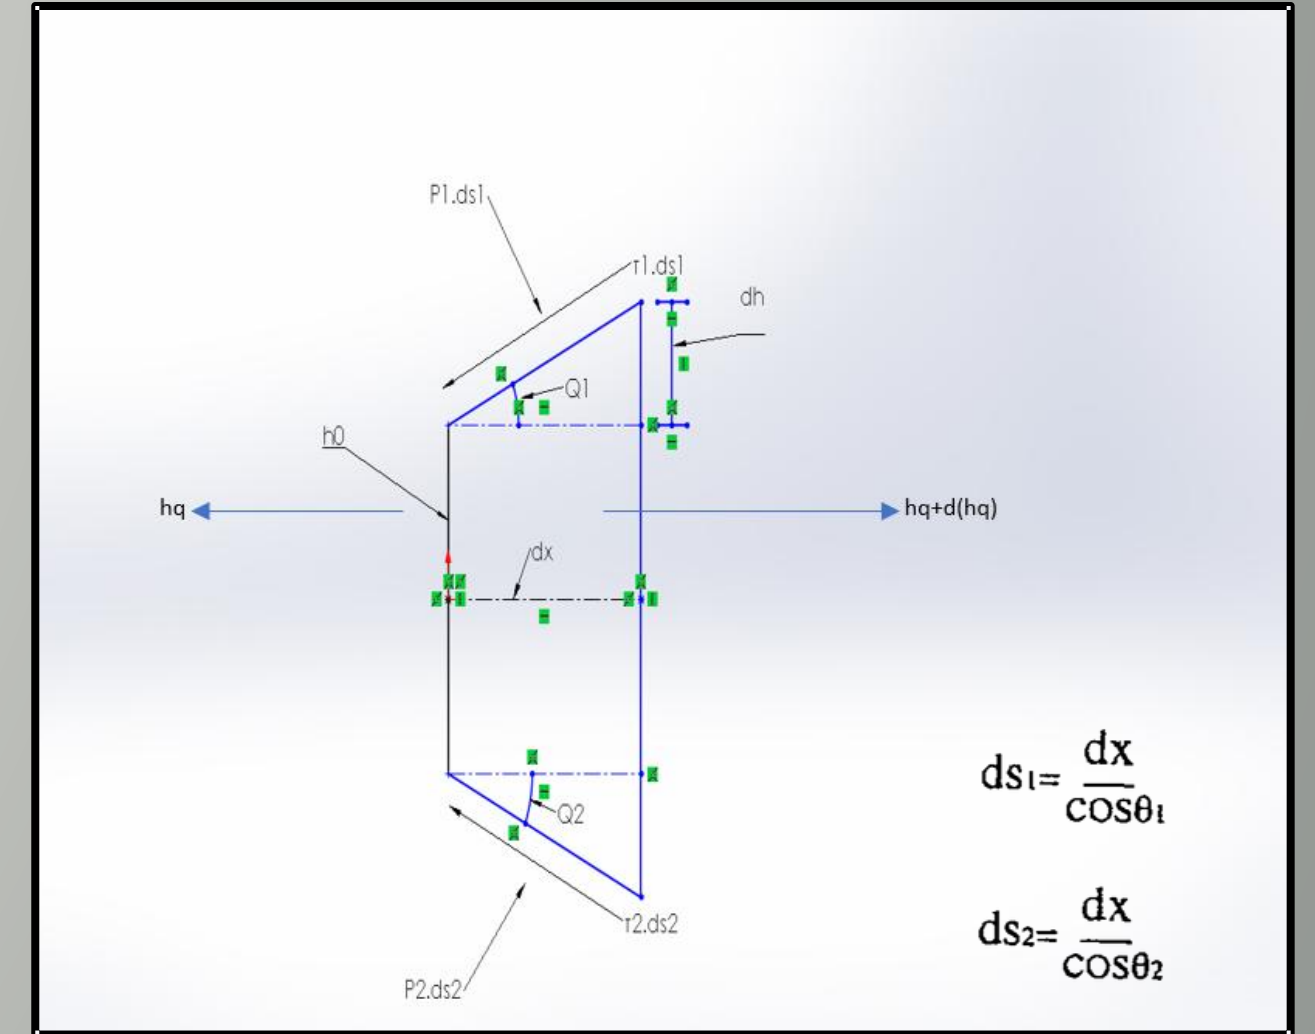 P1.ds1
τ1.ds1
dh
Q1
h0
hq
hq+d(hq)
dx
Q2
τ2.ds2
P2.ds2
ds1= dx
cosθ1
ds2= dx
cosθ2